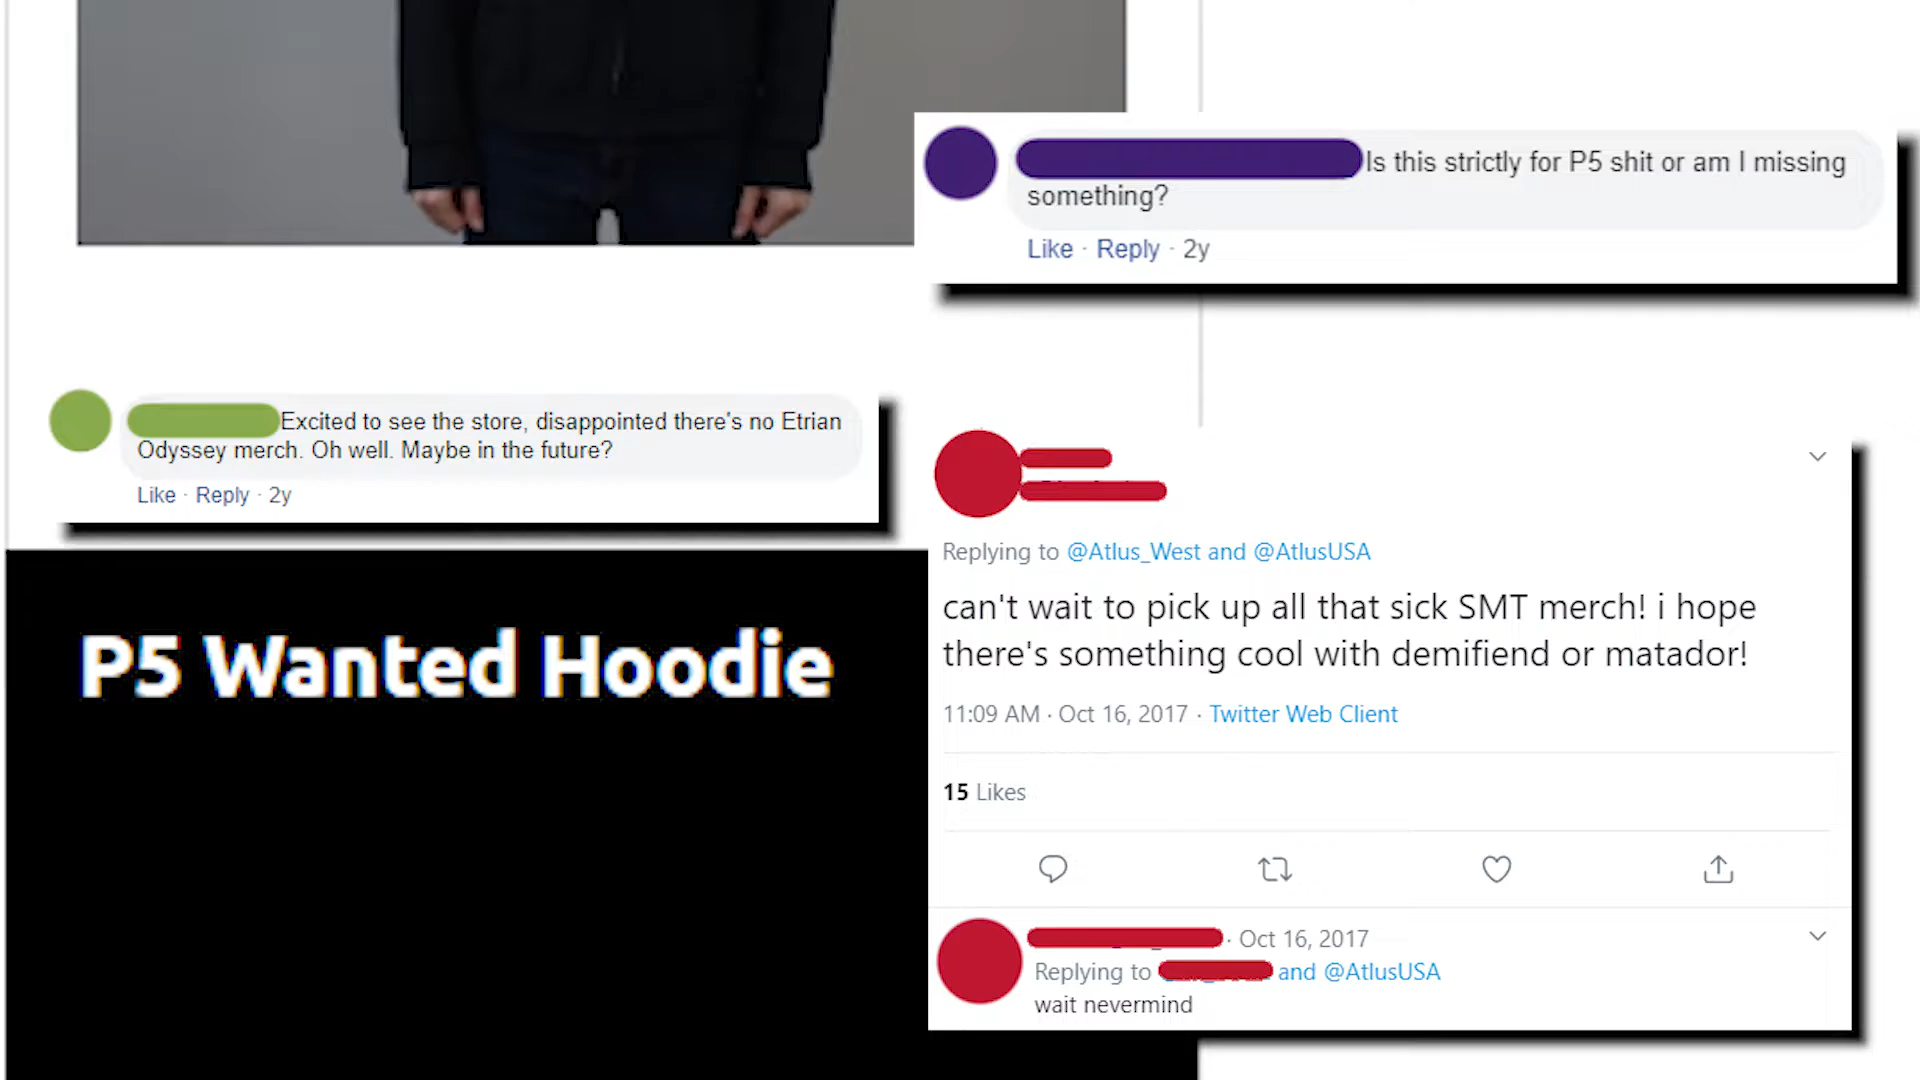 Is this strictly for P5 shit or am I missing
something?
Like · Reply · 2y
Excited to see the store, disappointed there's no Etrian
Odyssey merch. Oh well. Maybe in the future?
Like · Reply · 2y
P5 Wanted Hoodie
Replying to @Atlus_West and @AtlusUSA
can't wait to pick up all that sick SMT merch! i hope
there's something cool with demifiend or matador!
11:09 AM · Oct 16, 2017 · Twitter Web Client
15 Likes
· Oct 16, 2017
Replying to and @AtlusUSA
wait nevermind